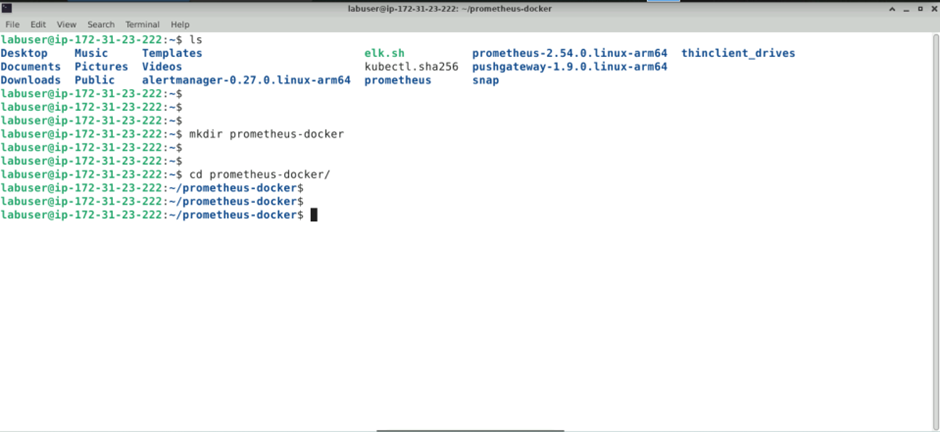 labuser@ip-172-31-23-222: ~/prometheus-docker
File Edit View Search Terminal Help
labuser@ip-172-31-23-222:~$ ls
Desktop Music Templates elk.sh prometheus-2.54.0.linux-arm64 thinclient_drives
Documents Pictures Videos kubectl.sha256 pushgateway-1.9.0.linux-arm64
Downloads Public alertmanager-0.27.0.linux-arm64 prometheus snap
labuser@ip-172-31-23-222:~$
labuser@ip-172-31-23-222:~$
labuser@ip-172-31-23-222:~$
labuser@ip-172-31-23-222:~$ mkdir prometheus-docker
labuser@ip-172-31-23-222:~$
labuser@ip-172-31-23-222:~$
labuser@ip-172-31-23-222:~$ cd prometheus-docker/
labuser@ip-172-31-23-222:~/prometheus-docker$
labuser@ip-172-31-23-222:~/prometheus-docker$
labuser@ip-172-31-23-222:~/prometheus-docker$